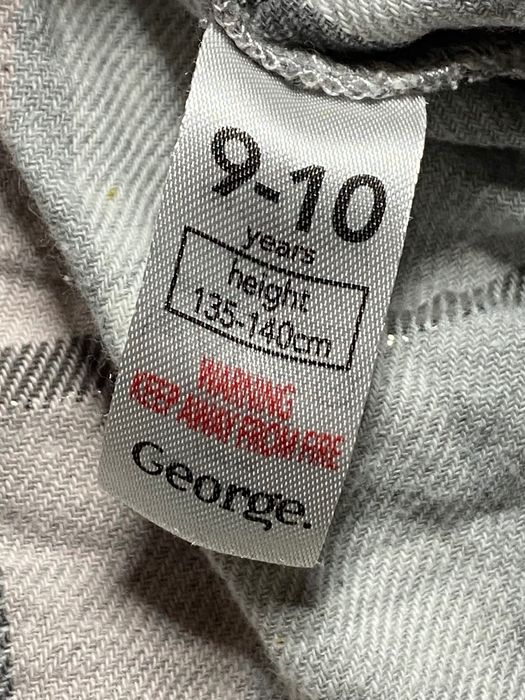 9-10
years
height
135-140cm
WARNING
KEEP AWAY FROM FIRE
George.